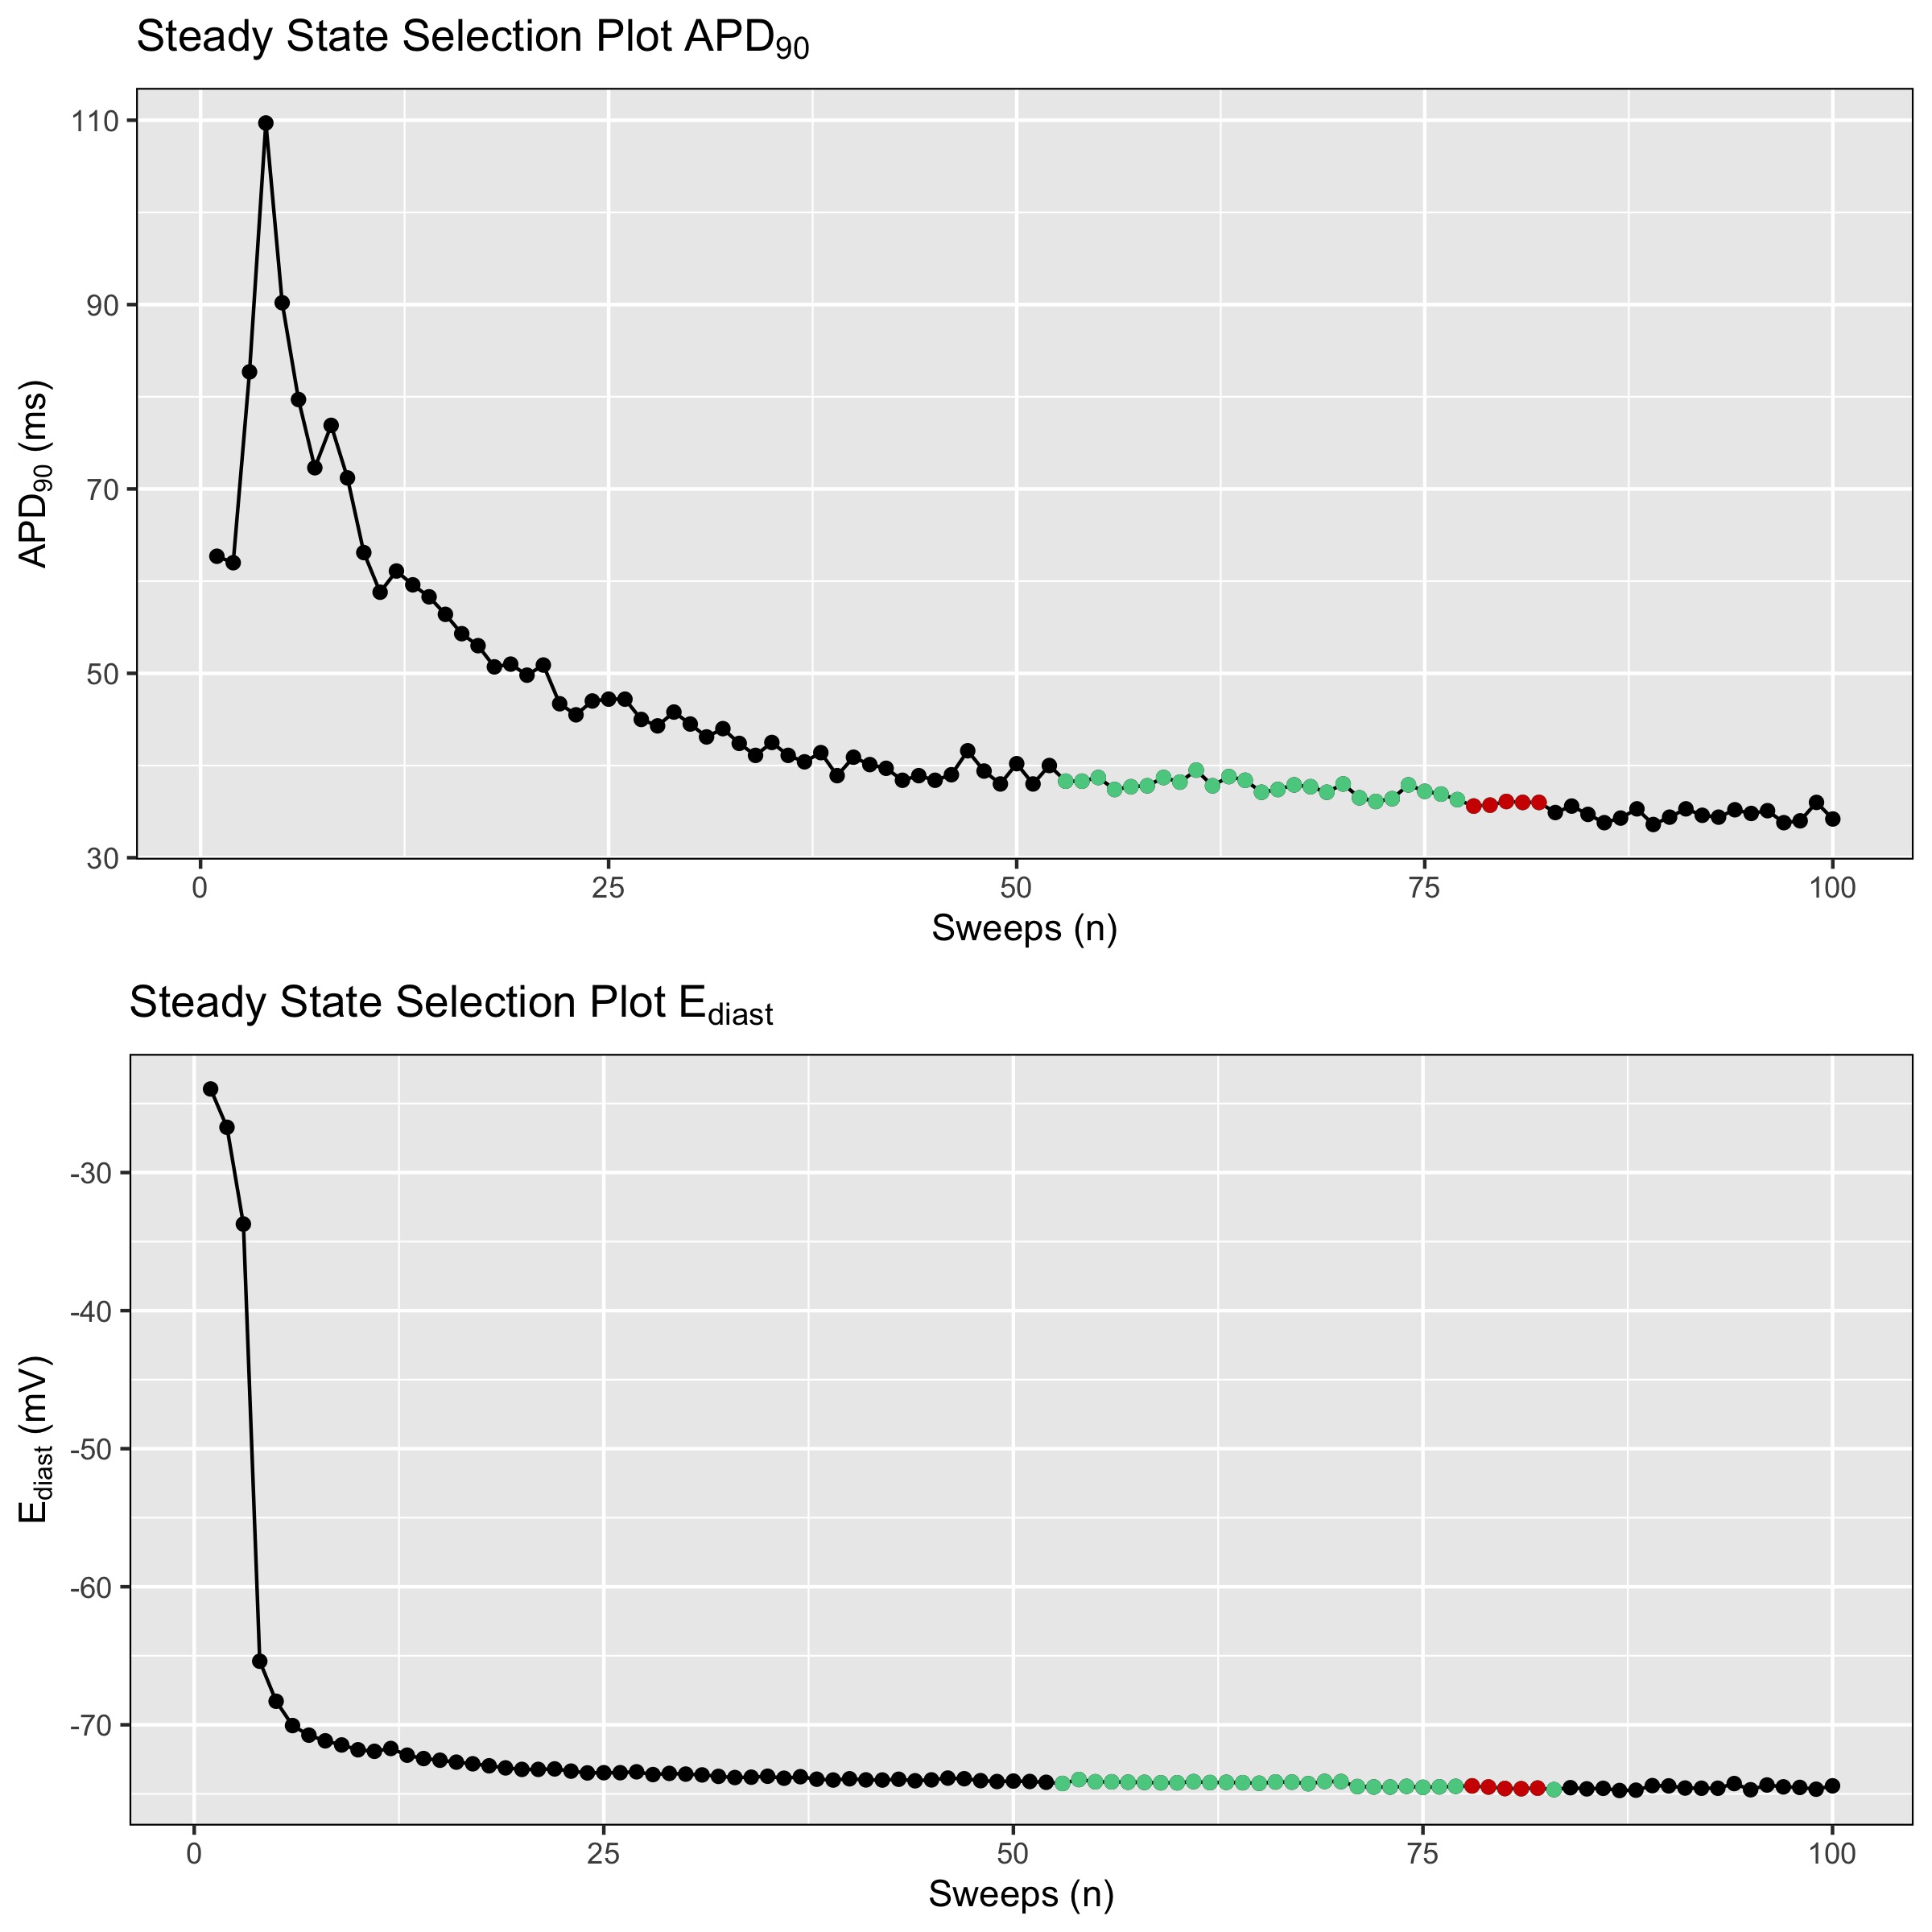 Steady State Selection Plot APD90
APD90 (ms)
110
90
70
50
30
0 25 50 75 100
Sweeps (n)
Steady State Selection Plot Ediast
Ediast (mV)
-30
-40
-50
-60
-70
0 25 50 75 100
Sweeps (n)